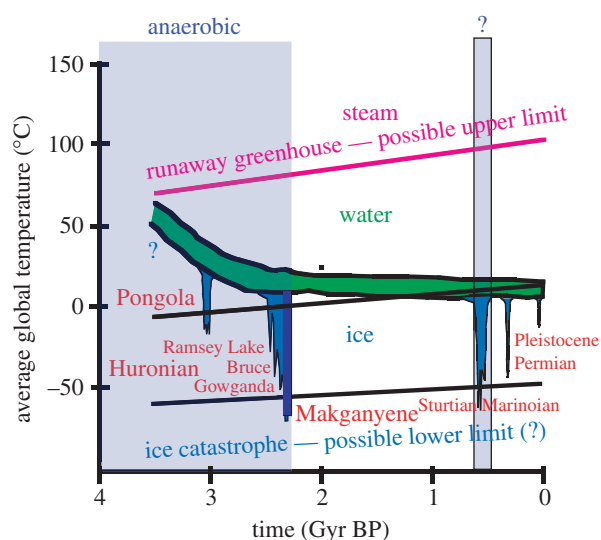 anaerobic
?
150
100
50
0
−50
average global temperature (°C)
steam
runaway greenhouse — possible upper limit
water
?
Pongola
ice
Ramsey Lake
Huronian
Bruce
Gowganda
Makganyene
Sturtian
Marinoian
Pleistocene
Permian
ice catastrophe — possible lower limit (?)
4
3
2
1
0
time (Gyr BP)